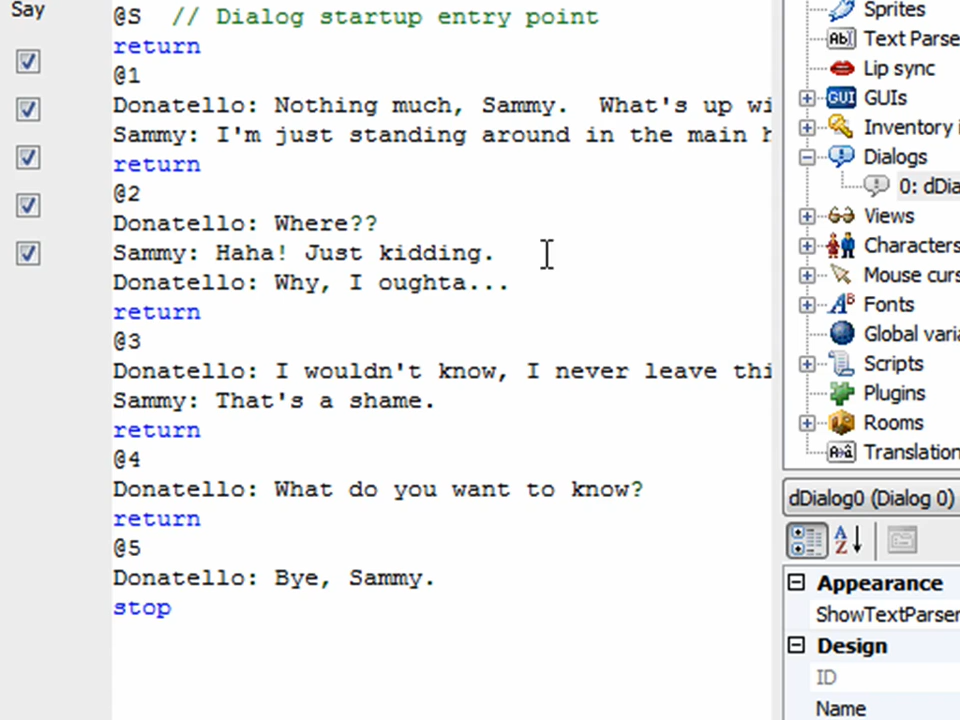 Say
@S // Dialog startup entry point
return
@1
Donatello: Nothing much, Sammy. What's up wi
Sammy: I'm just standing around in the main h
return
@2
Donatello: Where??
Sammy: Haha! Just kidding.
Donatello: Why, I oughta...
return
@3
Donatello: I wouldn't know, I never leave thi
Sammy: That's a shame.
return
@4
Donatello: What do you want to know?
return
@5
Donatello: Bye, Sammy.
stop
Sprites
Ab| Text Parse
Lip sync
GUI GUIs
Inventory i
Dialogs
0: dDia
Views
Characters
Mouse curs
Fonts
Global varia
Scripts
Plugins
Rooms
Translation
dDialog0 (Dialog 0)
Appearance
ShowTextParser
Design
ID
Name